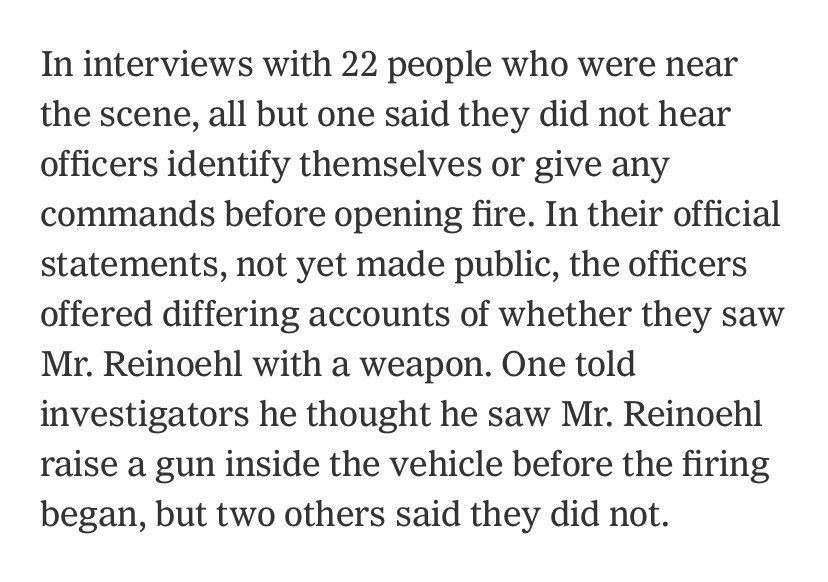 In interviews with 22 people who were near
the scene, all but one said they did not hear
officers identify themselves or give any
commands before opening fire. In their official
statements, not yet made public, the officers
offered differing accounts of whether they saw
Mr. Reinoehl with a weapon. One told
investigators he thought he saw Mr. Reinoehl
raise a gun inside the vehicle before the firing
began, but two others said they did not.